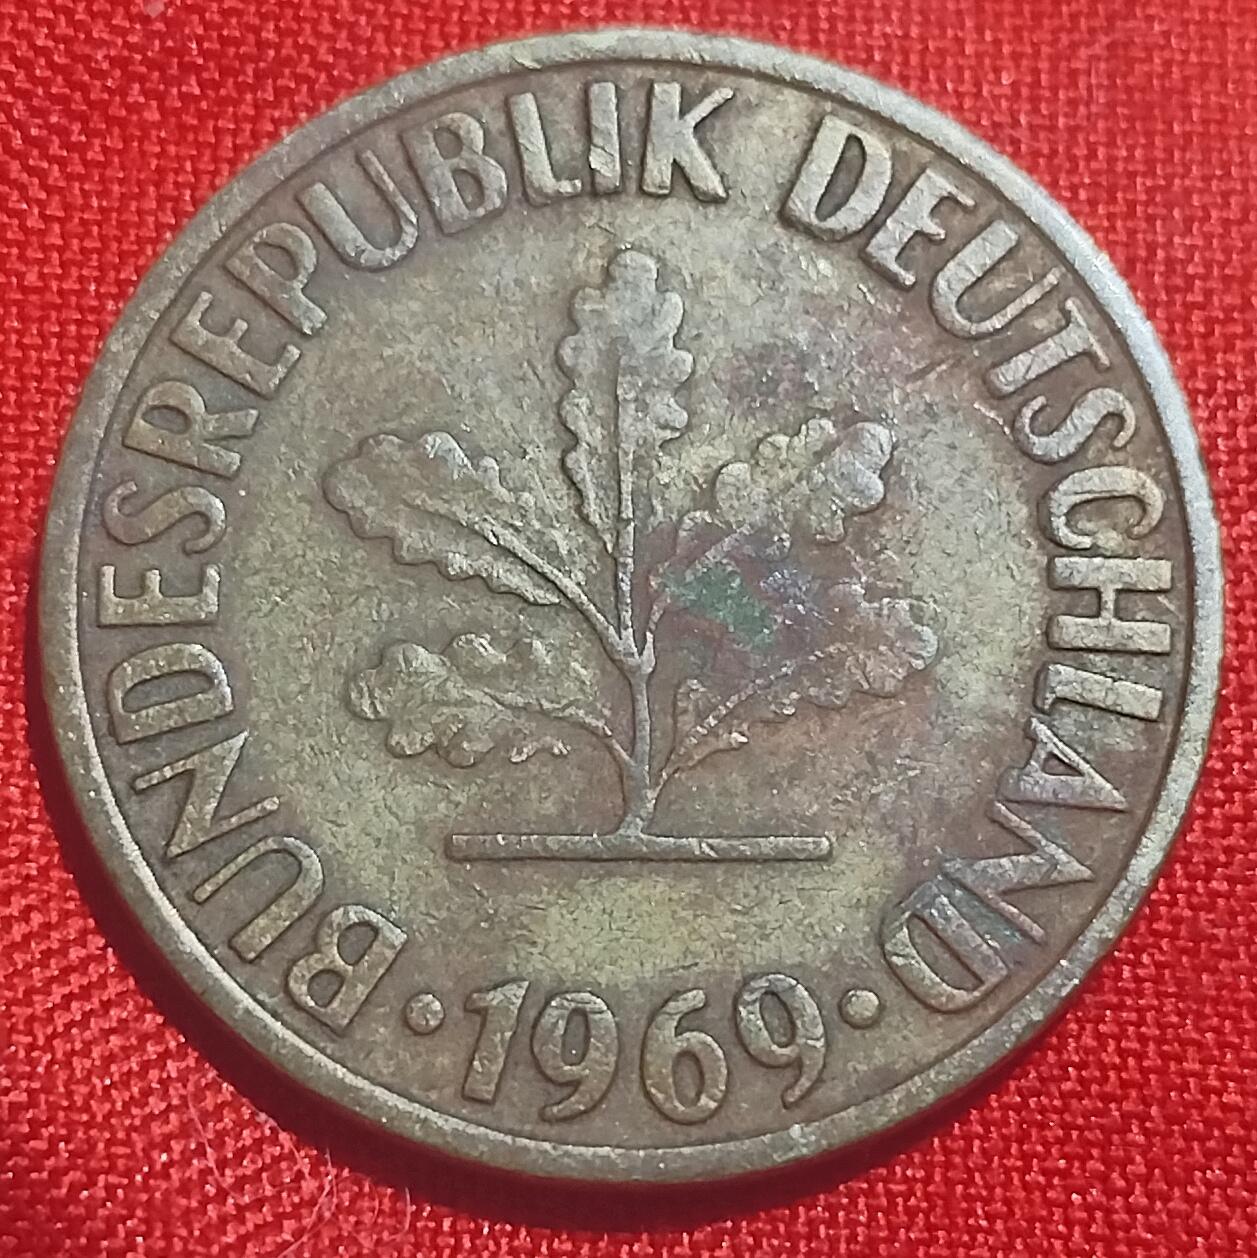 BUNDESREPUBLIK DEUTSCHLAND
· 1969 ·